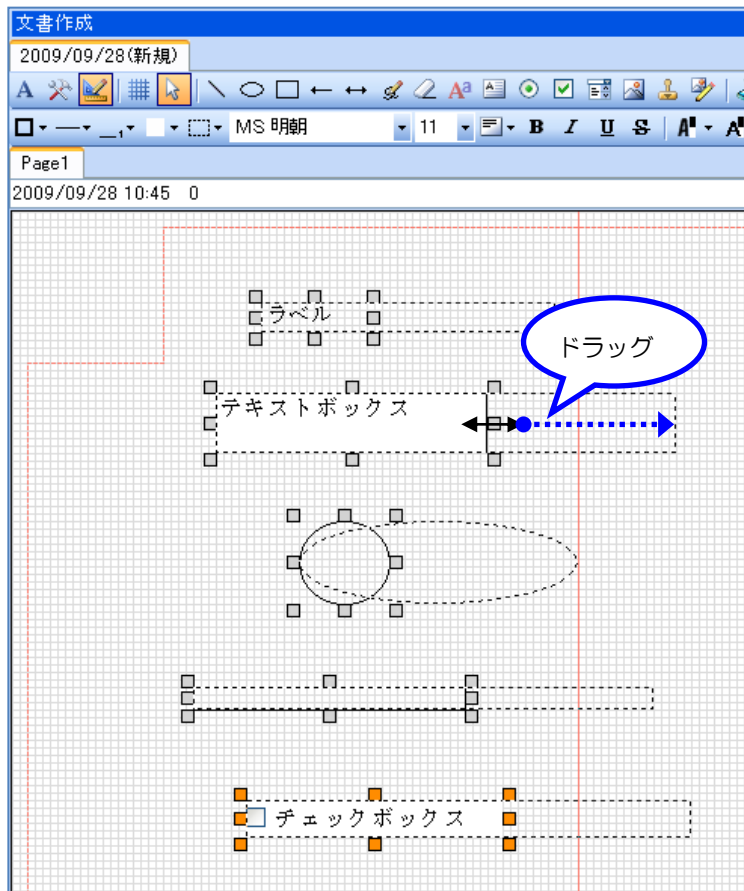 文書作成
2009/09/28(新規)
A Aa
MS 明朝 11 B I U S A A
Page1
2009/09/28 10:45 0
ラベル
ドラッグ
テキストボックス
チェックボックス